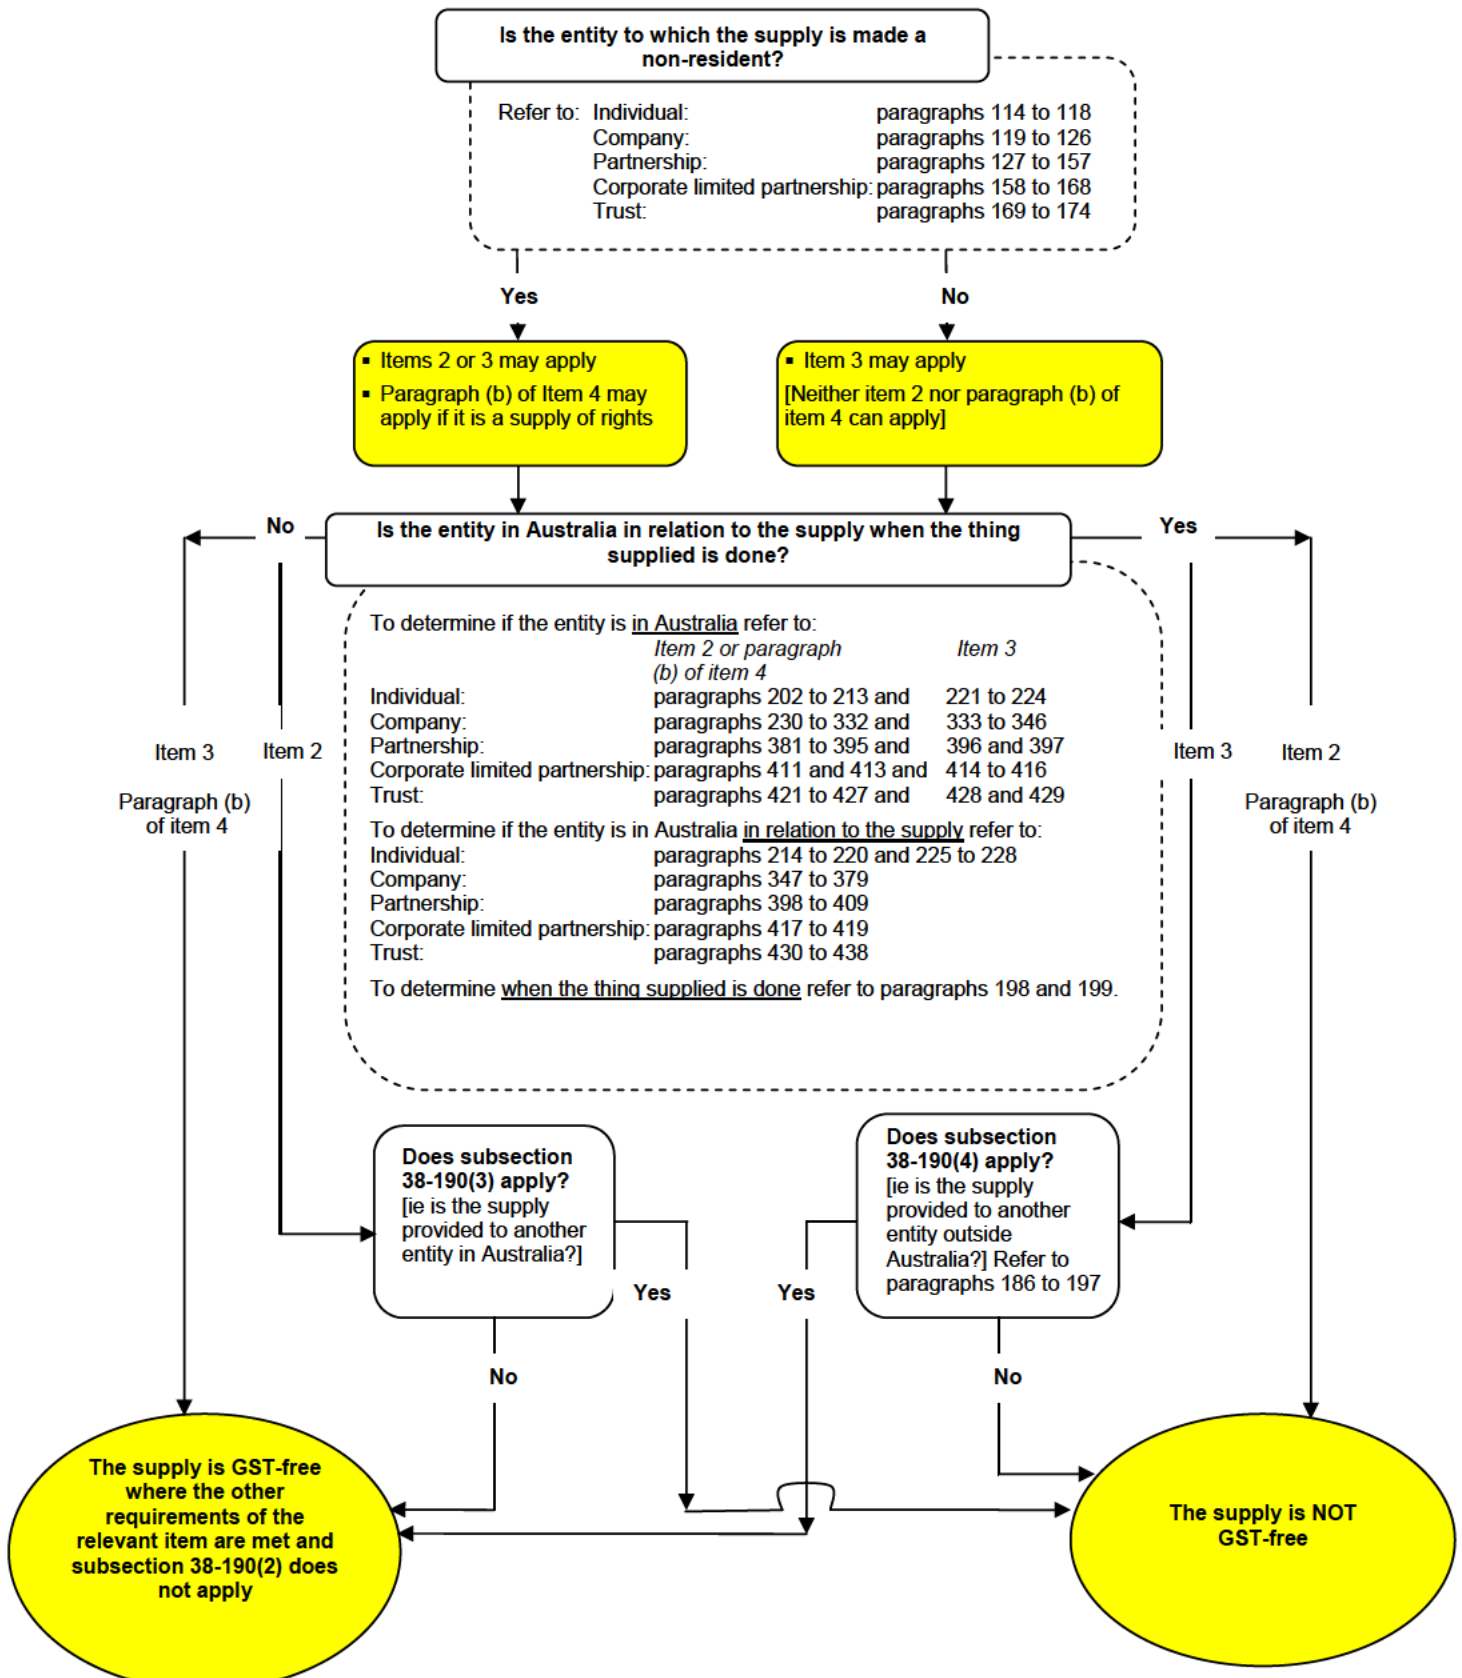 Is the entity to which the supply is made a
non-resident?
Refer to: Individual: paragraphs 114 to 118
Company: paragraphs 119 to 126
Partnership: paragraphs 127 to 157
Corporate limited partnership: paragraphs 158 to 168
Trust: paragraphs 169 to 174
Yes
No
▪ Items 2 or 3 may apply
▪ Paragraph (b) of Item 4 may
apply if it is a supply of rights
▪ Item 3 may apply
[Neither item 2 nor paragraph (b) of
item 4 can apply]
No
Is the entity in Australia in relation to the supply when the thing
supplied is done?
Yes
To determine if the entity is in Australia refer to:
Item 2 or paragraph Item 3
(b) of item 4
Individual: paragraphs 202 to 213 and 221 to 224
Company: paragraphs 230 to 332 and 333 to 346
Partnership: paragraphs 381 to 395 and 396 and 397
Corporate limited partnership: paragraphs 411 and 413 and 414 to 416
Trust: paragraphs 421 to 427 and 428 and 429
To determine if the entity is in Australia in relation to the supply refer to:
Individual: paragraphs 214 to 220 and 225 to 228
Company: paragraphs 347 to 379
Partnership: paragraphs 398 to 409
Corporate limited partnership: paragraphs 417 to 419
Trust: paragraphs 430 to 438
To determine when the thing supplied is done refer to paragraphs 198 and 199.
Item 3
Paragraph (b)
of item 4
Item 2
Item 3
Item 2
Paragraph (b)
of item 4
Does subsection
38-190(3) apply?
[ie is the supply
provided to another
entity in Australia?]
Does subsection
38-190(4) apply?
[ie is the supply
provided to another
entity outside
Australia?] Refer to
paragraphs 186 to 197
Yes
Yes
No
No
The supply is GST-free
where the other
requirements of the
relevant item are met and
subsection 38-190(2) does
not apply
The supply is NOT
GST-free